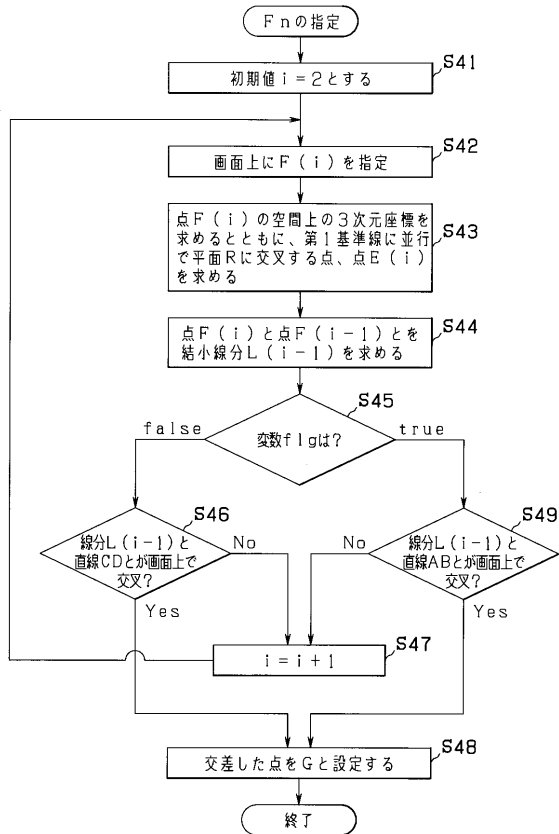 Fnの指定
S41
初期値i=2とする
S42
画面上にF(i)を指定
点F(i)の空間上の3次元座標を
求めるとともに、第1基準線に並行
で平面Rに交叉する点、点E(i)
を求める
S43
点F(i)と点F(i-1)とを
結小線分L(i-1)を求める
S44
S45
false
変数flgは?
true
S46
線分L(i-1)と
直線CDとが画面上で
交叉?
No
Yes
S49
線分L(i-1)と
直線ABとが画面上で
交叉?
No
Yes
i=i+1
S47
S48
交差した点をGと設定する
終了